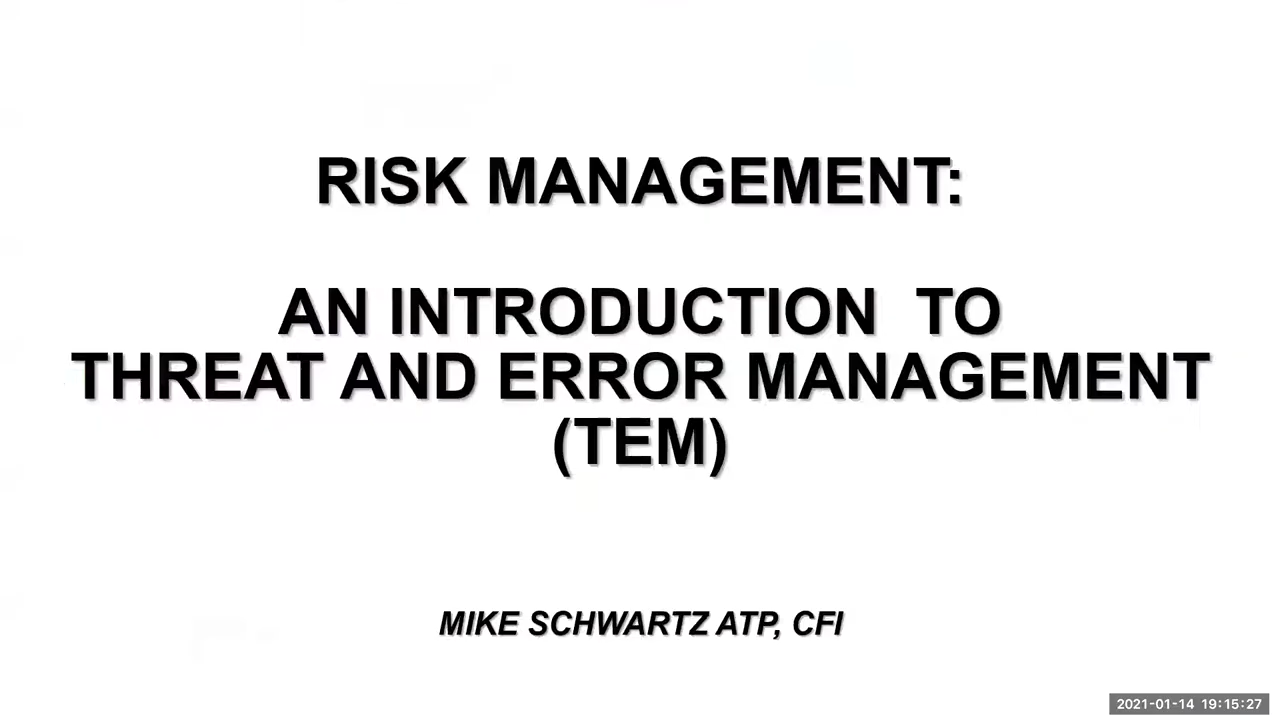 RISK MANAGEMENT:
AN INTRODUCTION  TO
THREAT AND ERROR MANAGEMENT
(TEM)
MIKE SCHWARTZ ATP, CFI
2021-01-14 19:15:27